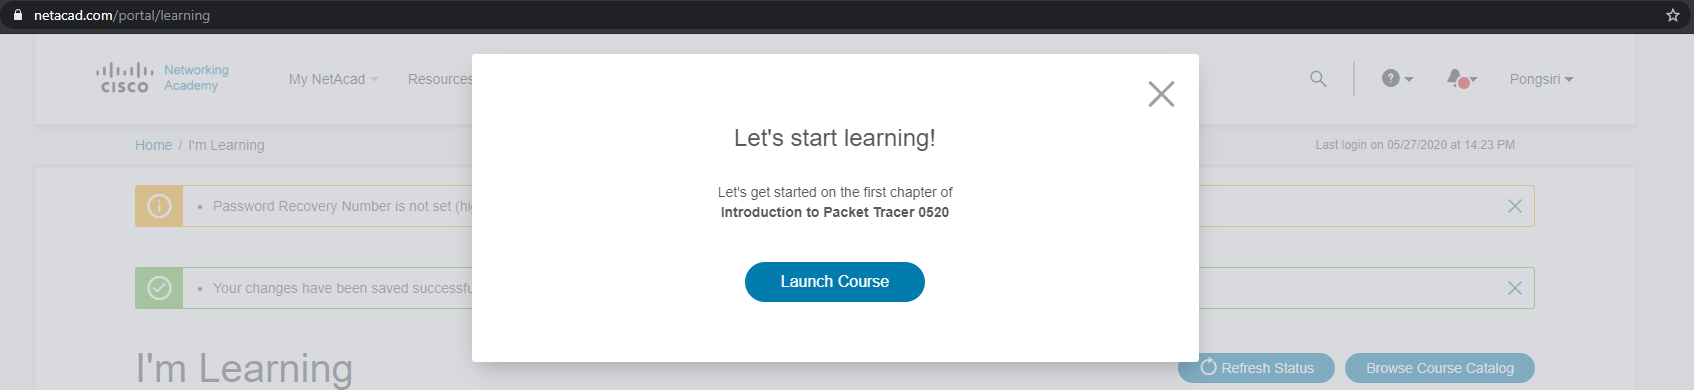 netacad.com/portal/learning
CISCO
Networking
Academy
My NetAcad
Resources
?
Pongsiri
Home / I'm Learning
Last login on 05/27/2020 at 14:23 PM
Let's start learning!
Let's get started on the first chapter of
Introduction to Packet Tracer 0520
Launch Course
• Password Recovery Number is not set
• Your changes have been saved
I'm Learning
Refresh Status
Browse Course Catalog